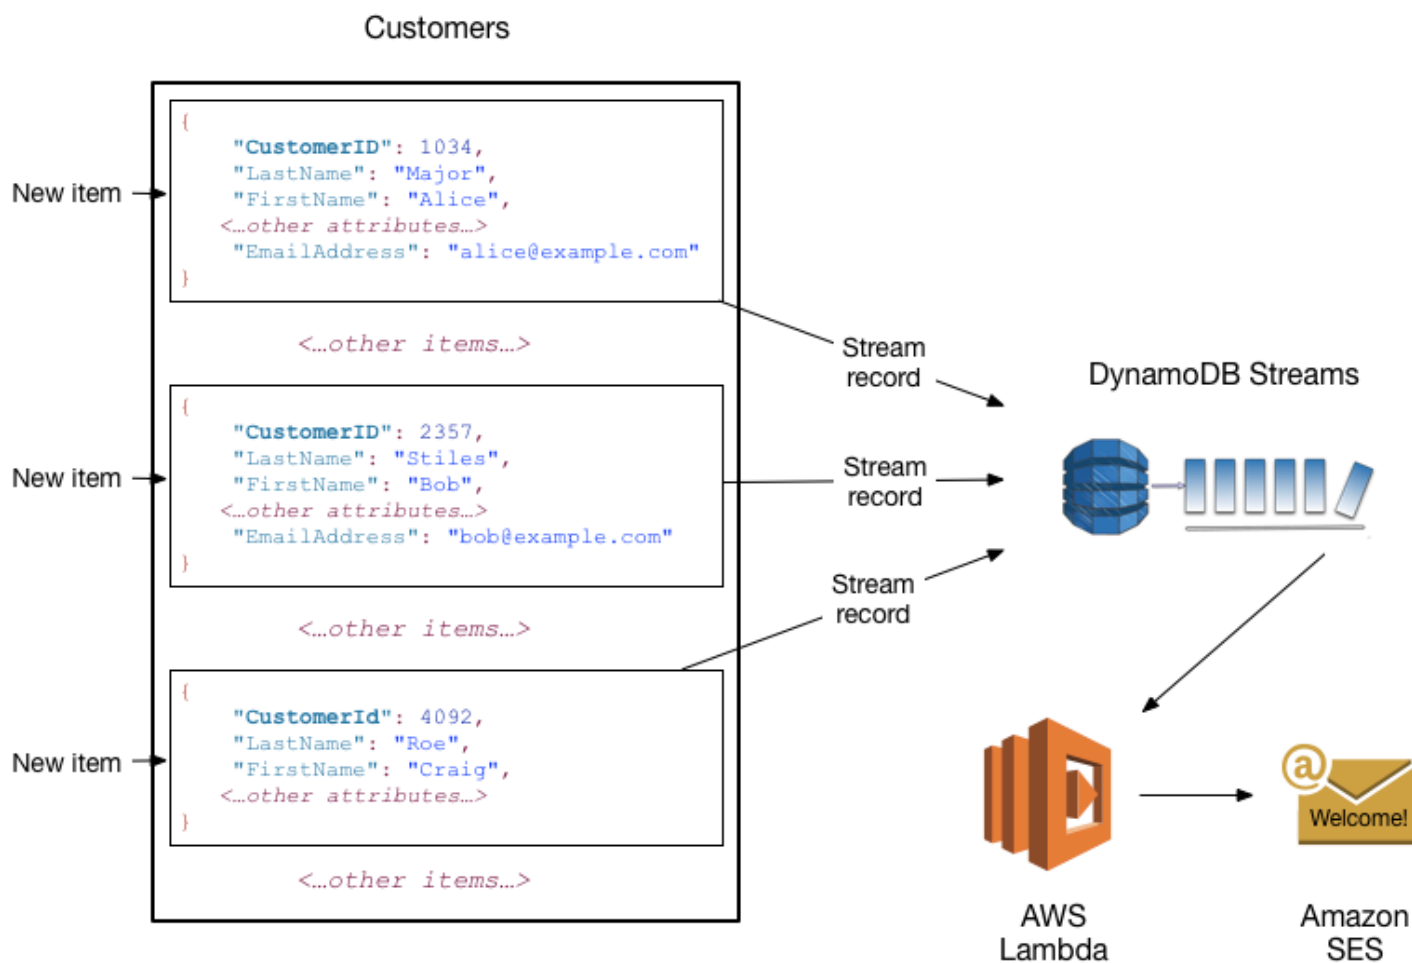 Customers
New item
{
"CustomerID": 1034,
"LastName": "Major",
"FirstName": "Alice",
<…other attributes…>
"EmailAddress": "alice@example.com"
}
<…other items…>
New item
{
"CustomerID": 2357,
"LastName": "Stiles",
"FirstName": "Bob",
<…other attributes…>
"EmailAddress": "bob@example.com"
}
<…other items…>
New item
{
"CustomerId": 4092,
"LastName": "Roe",
"FirstName": "Craig",
<…other attributes…>
}
<…other items…>
Stream
record
Stream
record
Stream
record
DynamoDB Streams
AWS
Lambda
@
Welcome!
Amazon
SES